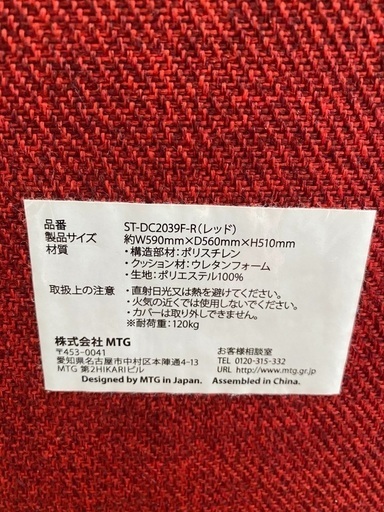 品番 ST-DC2039F-R(レッド)
製品サイズ 約W590mm×D560mm×H510mm
材質 ・構造部材:ポリスチレン
・クッション材:ウレタンフォーム
・生地:ポリエステル100%
取扱上の注意 ・直射日光又は熱を避けてください。
・火気の近くでは使用しないでください。
・カバーは取り外しできません。
※耐荷重:120kg
株式会社 MTG
〒453-0041
愛知県名古屋市中村区本陣通4-13
MTG 第2HIKARIビル
お客様相談室
TEL 0120-315-332
URL http://www.mtg.gr.jp
Designed by MTG in Japan. Assembled in China.